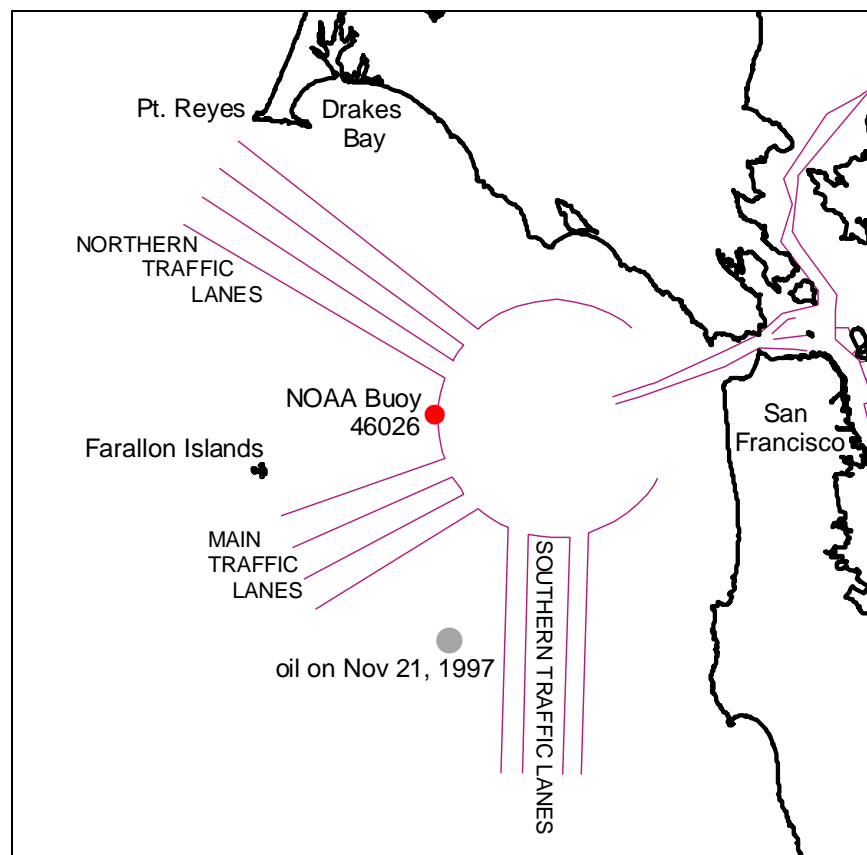 Pt. Reyes
Drakes
Bay
NORTHERN
TRAFFIC
LANES
NOAA Buoy
46026
San
Francisco
Farallon Islands
MAIN
TRAFFIC
LANES
SOUTHERN TRAFFIC LANES
oil on Nov 21, 1997